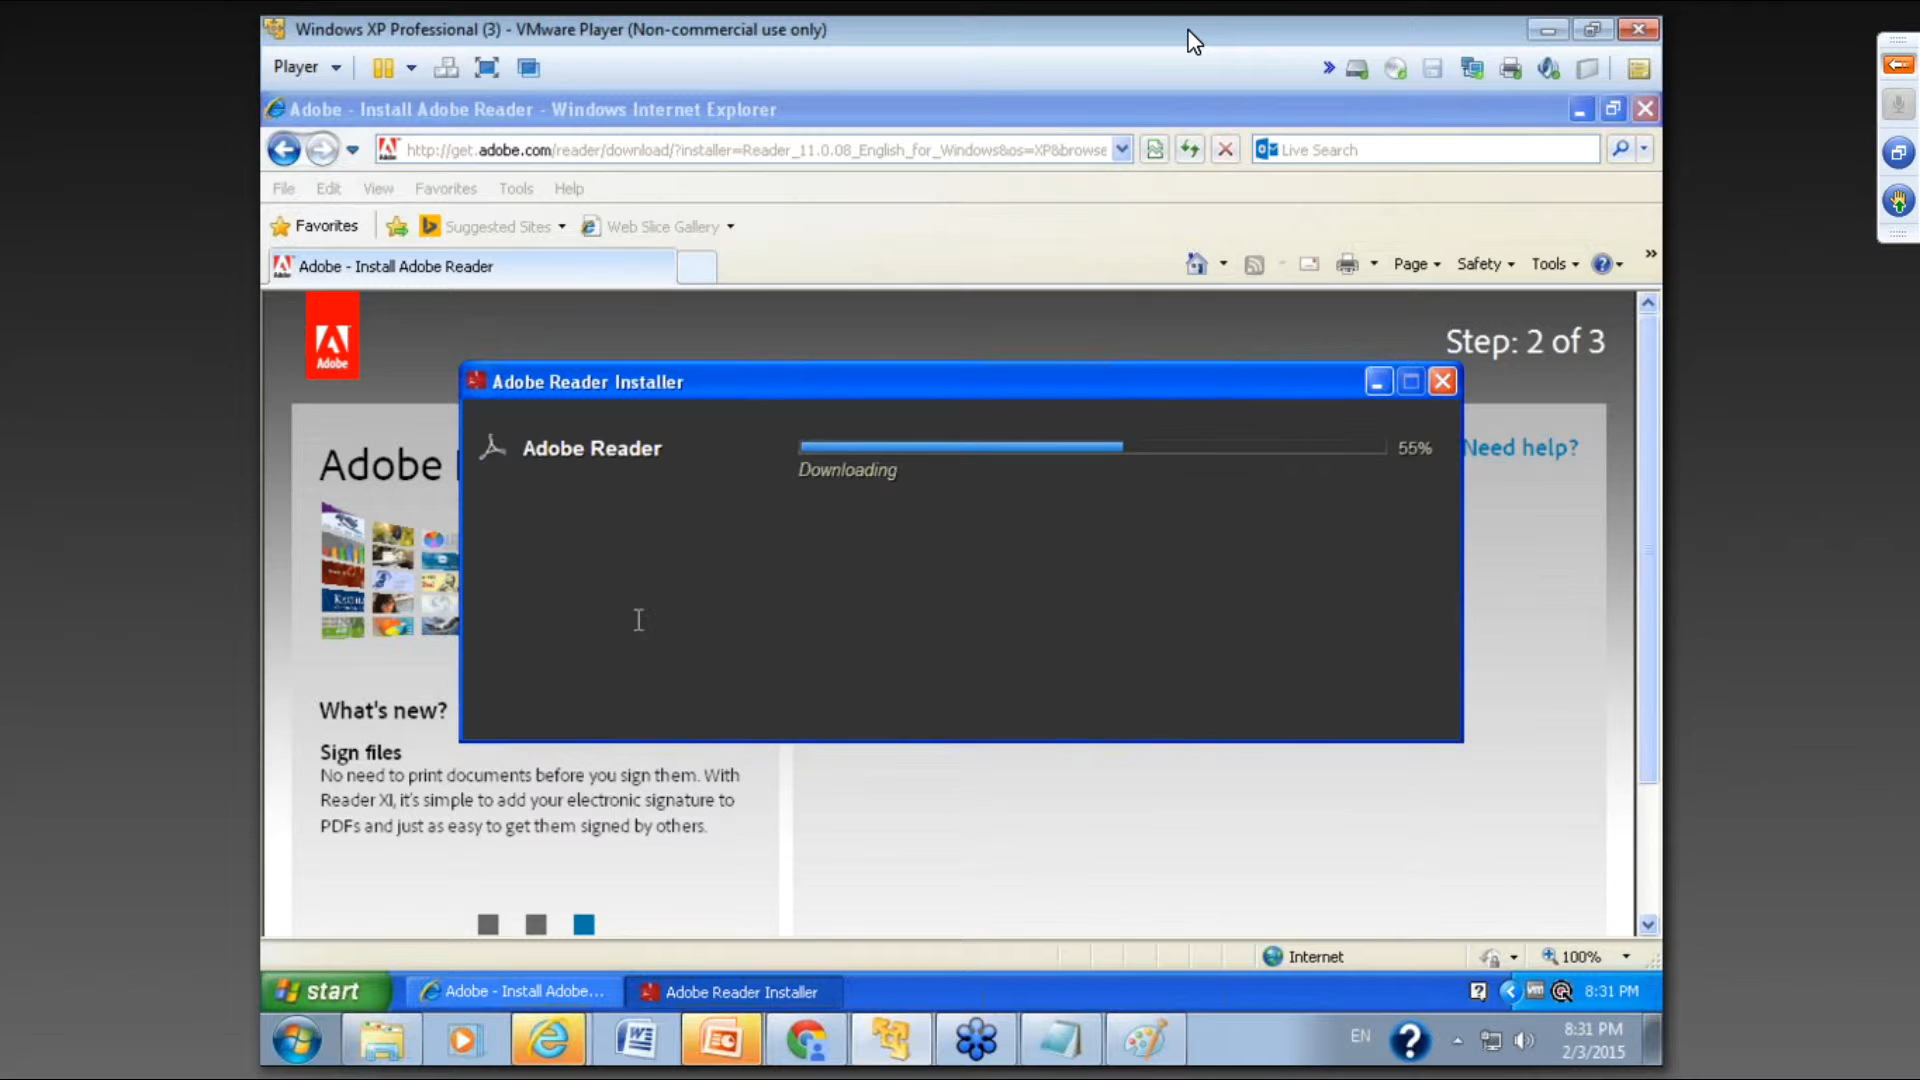 Windows XP Professional (3) - VMware Player (Non-commercial use only)
Player
Adobe - Install Adobe Reader - Windows Internet Explorer
http://get.adobe.com/reader/download/?installer=Reader_11.0.08_English_for_Windows&os=XP&browse
Live Search
File Edit View Favorites Tools Help
Favorites Suggested Sites Web Slice Gallery
Adobe - Install Adobe Reader
Page Safety Tools
Adobe
Step: 2 of 3
Adobe Reader Installer
Adobe
Adobe Reader
55%
Need help?
Downloading
What's new?
Sign files
No need to print documents before you sign them. With
Reader XI, it's simple to add your electronic signature to
PDFs and just as easy to get them signed by others.
Internet
100%
start
Adobe - Install Adobe...
Adobe Reader Installer
8:31 PM
EN
8:31 PM
2/3/2015